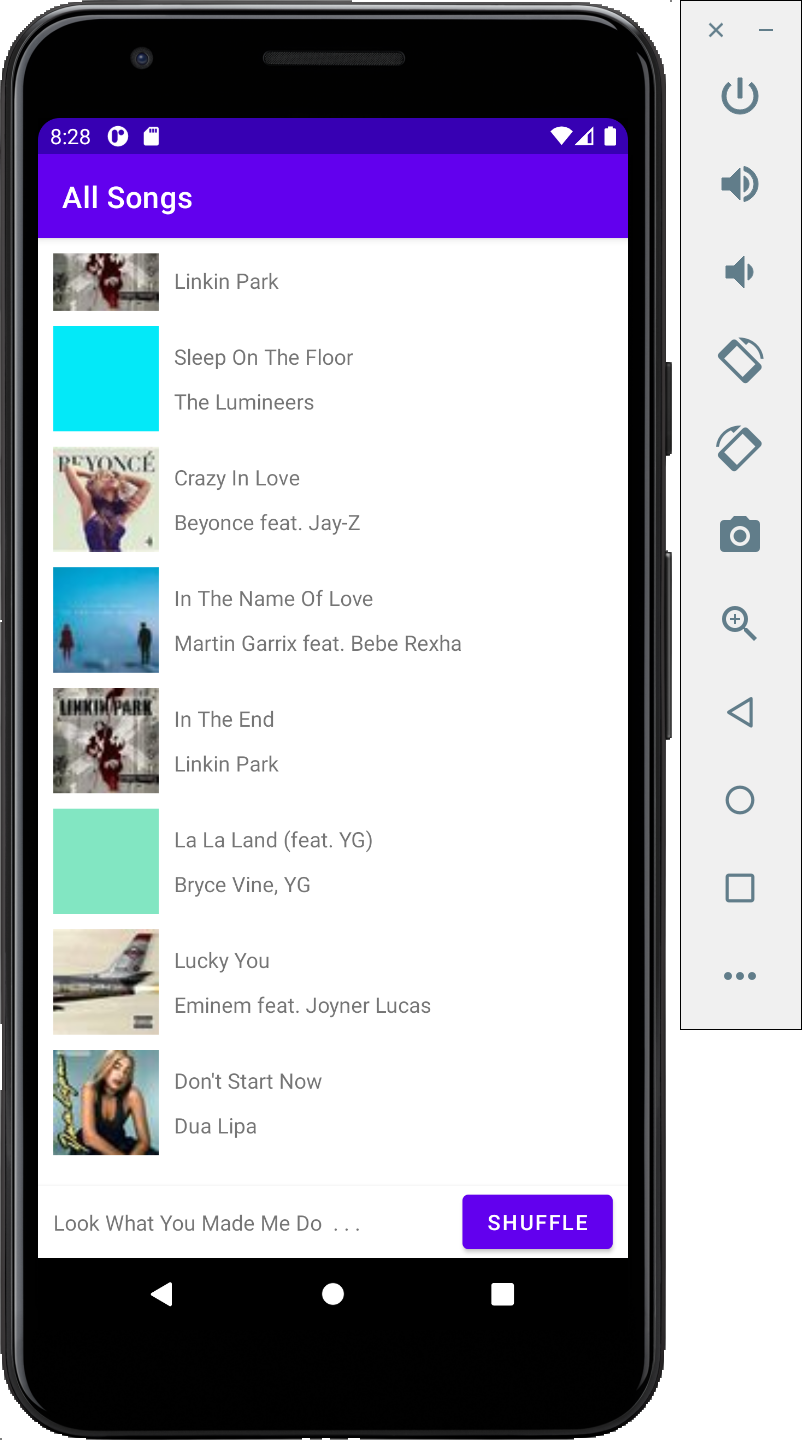 8:28
All Songs
Linkin Park
Sleep On The Floor
The Lumineers
BEYONCÉ
Crazy In Love
Beyonce feat. Jay-Z
In The Name Of Love
Martin Garrix feat. Bebe Rexha
LINKIN PARK
In The End
Linkin Park
La La Land (feat. YG)
Bryce Vine, YG
Lucky You
Eminem feat. Joyner Lucas
Don't Start Now
Dua Lipa
Look What You Made Me Do . . .
SHUFFLE